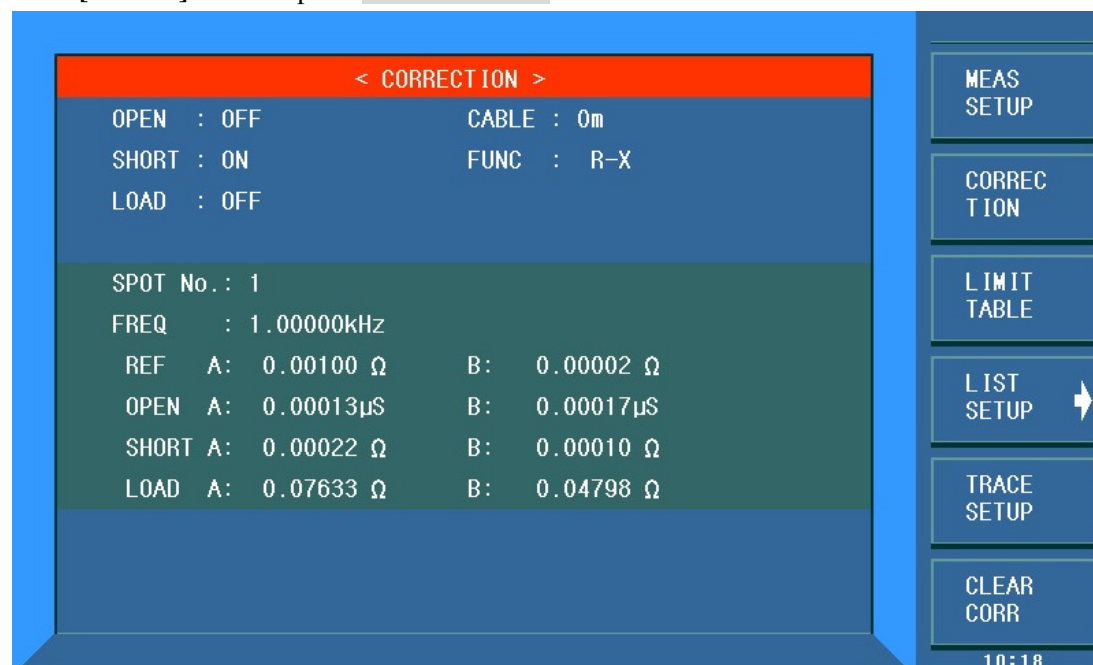 < CORRECTION >
OPEN : OFF CABLE : 0m
SHORT : ON FUNC : R-X
LOAD : OFF
SPOT No.: 1
FREQ : 1.00000kHz
REF A: 0.00100 Ω B: 0.00002 Ω
OPEN A: 0.00013µS B: 0.00017µS
SHORT A: 0.00022 Ω B: 0.00010 Ω
LOAD A: 0.07633 Ω B: 0.04798 Ω
MEAS
SETUP
CORREC
TION
LIMIT
TABLE
LIST
SETUP
TRACE
SETUP
CLEAR
CORR
10:18